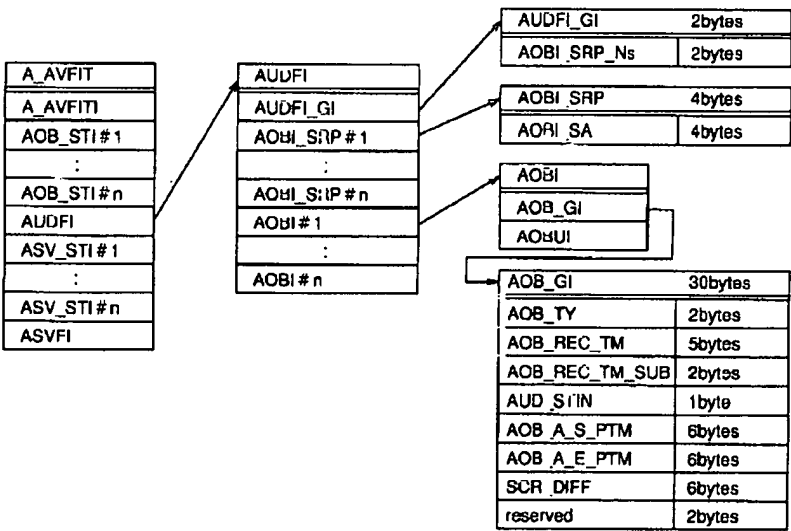 A_AVFIT
A_AVFITI
AOB_STI#1
:
AOB_STI#n
AUDFI
ASV_STI#1
:
ASV_STI#n
ASVFI
AUDFI
AUDFI_GI
AOBI_SRP#1
:
AOBI_SRP#n
AOBI#1
:
AOBI#n
AUDFI_GI 2bytes
AOBI_SRP_Ns 2bytes
AOBI_SRP 4bytes
AOBI_SA 4bytes
AOBI
AOB_GI
AOBUI
AOB_GI 30bytes
AOB_TY 2bytes
AOB_REC_TM 5bytes
AOB_REC_TM_SUB 2bytes
AUD_STIN 1byte
AOB_A_S_PTM 6bytes
AOB_A_E_PTM 6bytes
SCR_DIFF 6bytes
reserved 2bytes